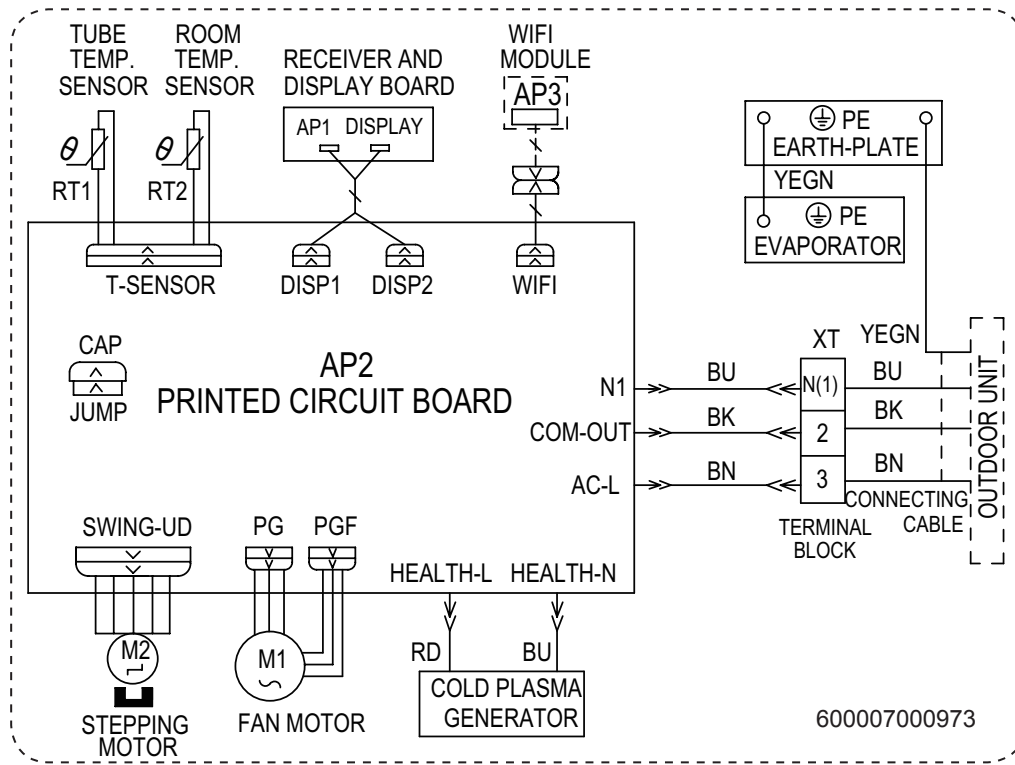 TUBE
TEMP.
SENSOR
ROOM
TEMP.
SENSOR
RECEIVER AND
DISPLAY BOARD
WIFI
MODULE
AP1 DISPLAY
AP3
θ
RT1
θ
RT2
PE
EARTH-PLATE
YEGN
PE
EVAPORATOR
T-SENSOR
DISP1
DISP2
WIFI
CAP
JUMP
AP2
PRINTED CIRCUIT BOARD
N1
COM-OUT
AC-L
BU
BK
BN
XT
N(1)
2
3
TERMINAL
BLOCK
YEGN
BU
BK
BN
CONNECTING
CABLE
OUTDOOR UNIT
SWING-UD
PG
PGF
HEALTH-L
HEALTH-N
M2
STEPPING
MOTOR
M1
FAN MOTOR
RD
BU
COLD PLASMA
GENERATOR
600007000973